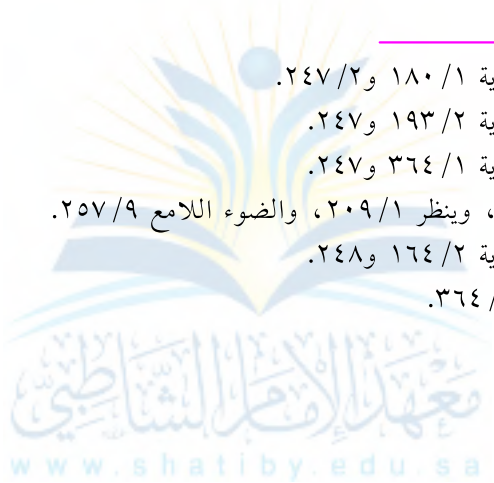 ية ١/ ١٨٠ و٢/ ٢٤٧.
ية ٢/ ١٩٣ و٢٤٧.
ية ١/ ٣٦٤ و٢٤٧.
، وينظر ١/ ٢٠٩، والضوء اللامع ٩/ ٢٥٧.
ية ٢/ ١٦٤ و٢٤٨.
/ ٣٦٤.
معهد الإمام الشاطبي
www.shatiby.edu.sa